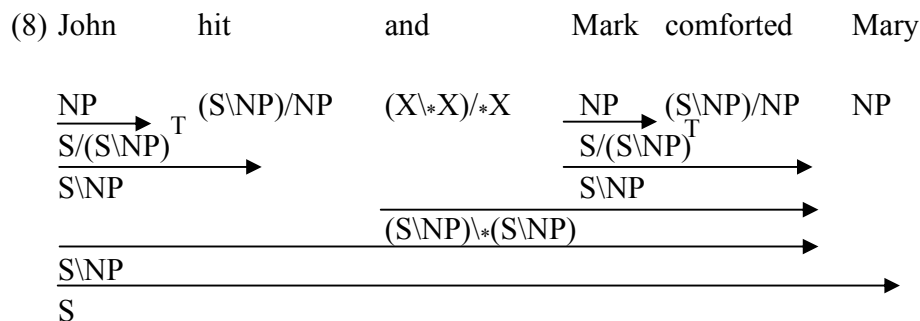 (8) John hit and Mark comforted Mary
NP (S\NP)/NP (X\*X)/*X NP (S\NP)/NP NP
T T
S/(S\NP) S/(S\NP)
S\NP S\NP
(S\NP)\*(S\NP)
S\NP
S